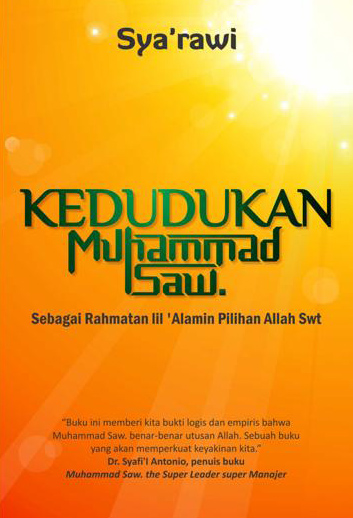 Sya'rawi
KEDUDUKAN
Muhammad
Saw.
Sebagai Rahmatan lil 'Alamin Pilihan Allah Swt
"Buku ini memberi kita bukti logis dan empiris bahwa
Muhammad Saw. benar-benar utusan Allah. Sebuah buku
yang akan memperkuat keyakinan kita."
Dr. Syafi'I Antonio, penuis buku
Muhammad Saw. the Super Leader super Manajer